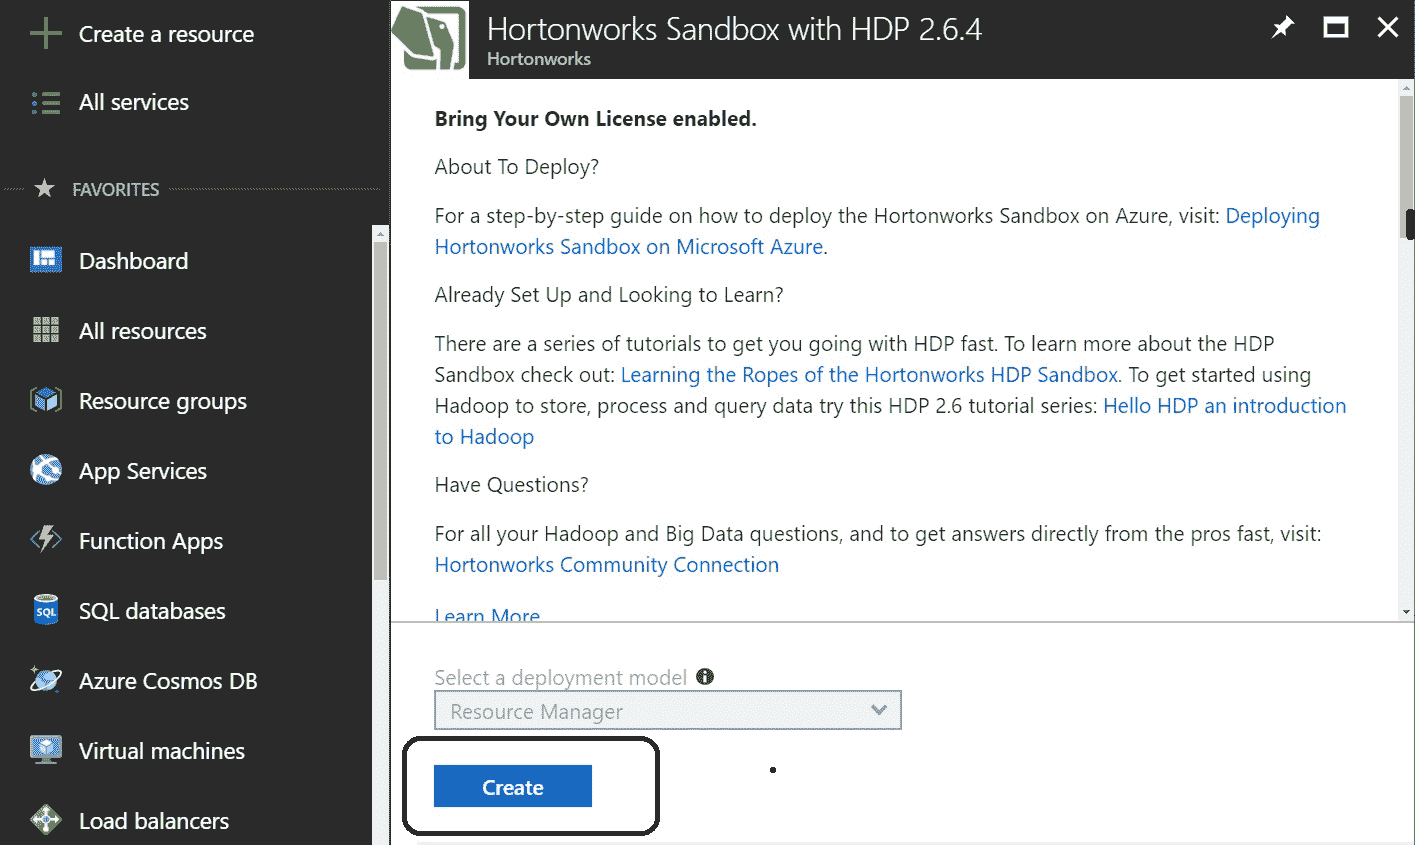 Create a resource
All services
FAVORITES
Dashboard
All resources
Resource groups
App Services
Function Apps
SQL
SQL databases
Azure Cosmos DB
Virtual machines
Load balancers
Hortonworks Sandbox with HDP 2.6.4
Hortonworks
Bring Your Own License enabled.
About To Deploy?
For a step-by-step guide on how to deploy the Hortonworks Sandbox on Azure, visit: Deploying
Hortonworks Sandbox on Microsoft Azure.
Already Set Up and Looking to Learn?
There are a series of tutorials to get you going with HDP fast. To learn more about the HDP
Sandbox check out: Learning the Ropes of the Hortonworks HDP Sandbox. To get started using
Hadoop to store, process and query data try this HDP 2.6 tutorial series: Hello HDP an introduction
to Hadoop
Have Questions?
For all your Hadoop and Big Data questions, and to get answers directly from the pros fast, visit:
Hortonworks Community Connection
Learn More
Select a deployment model
Resource Manager
Create